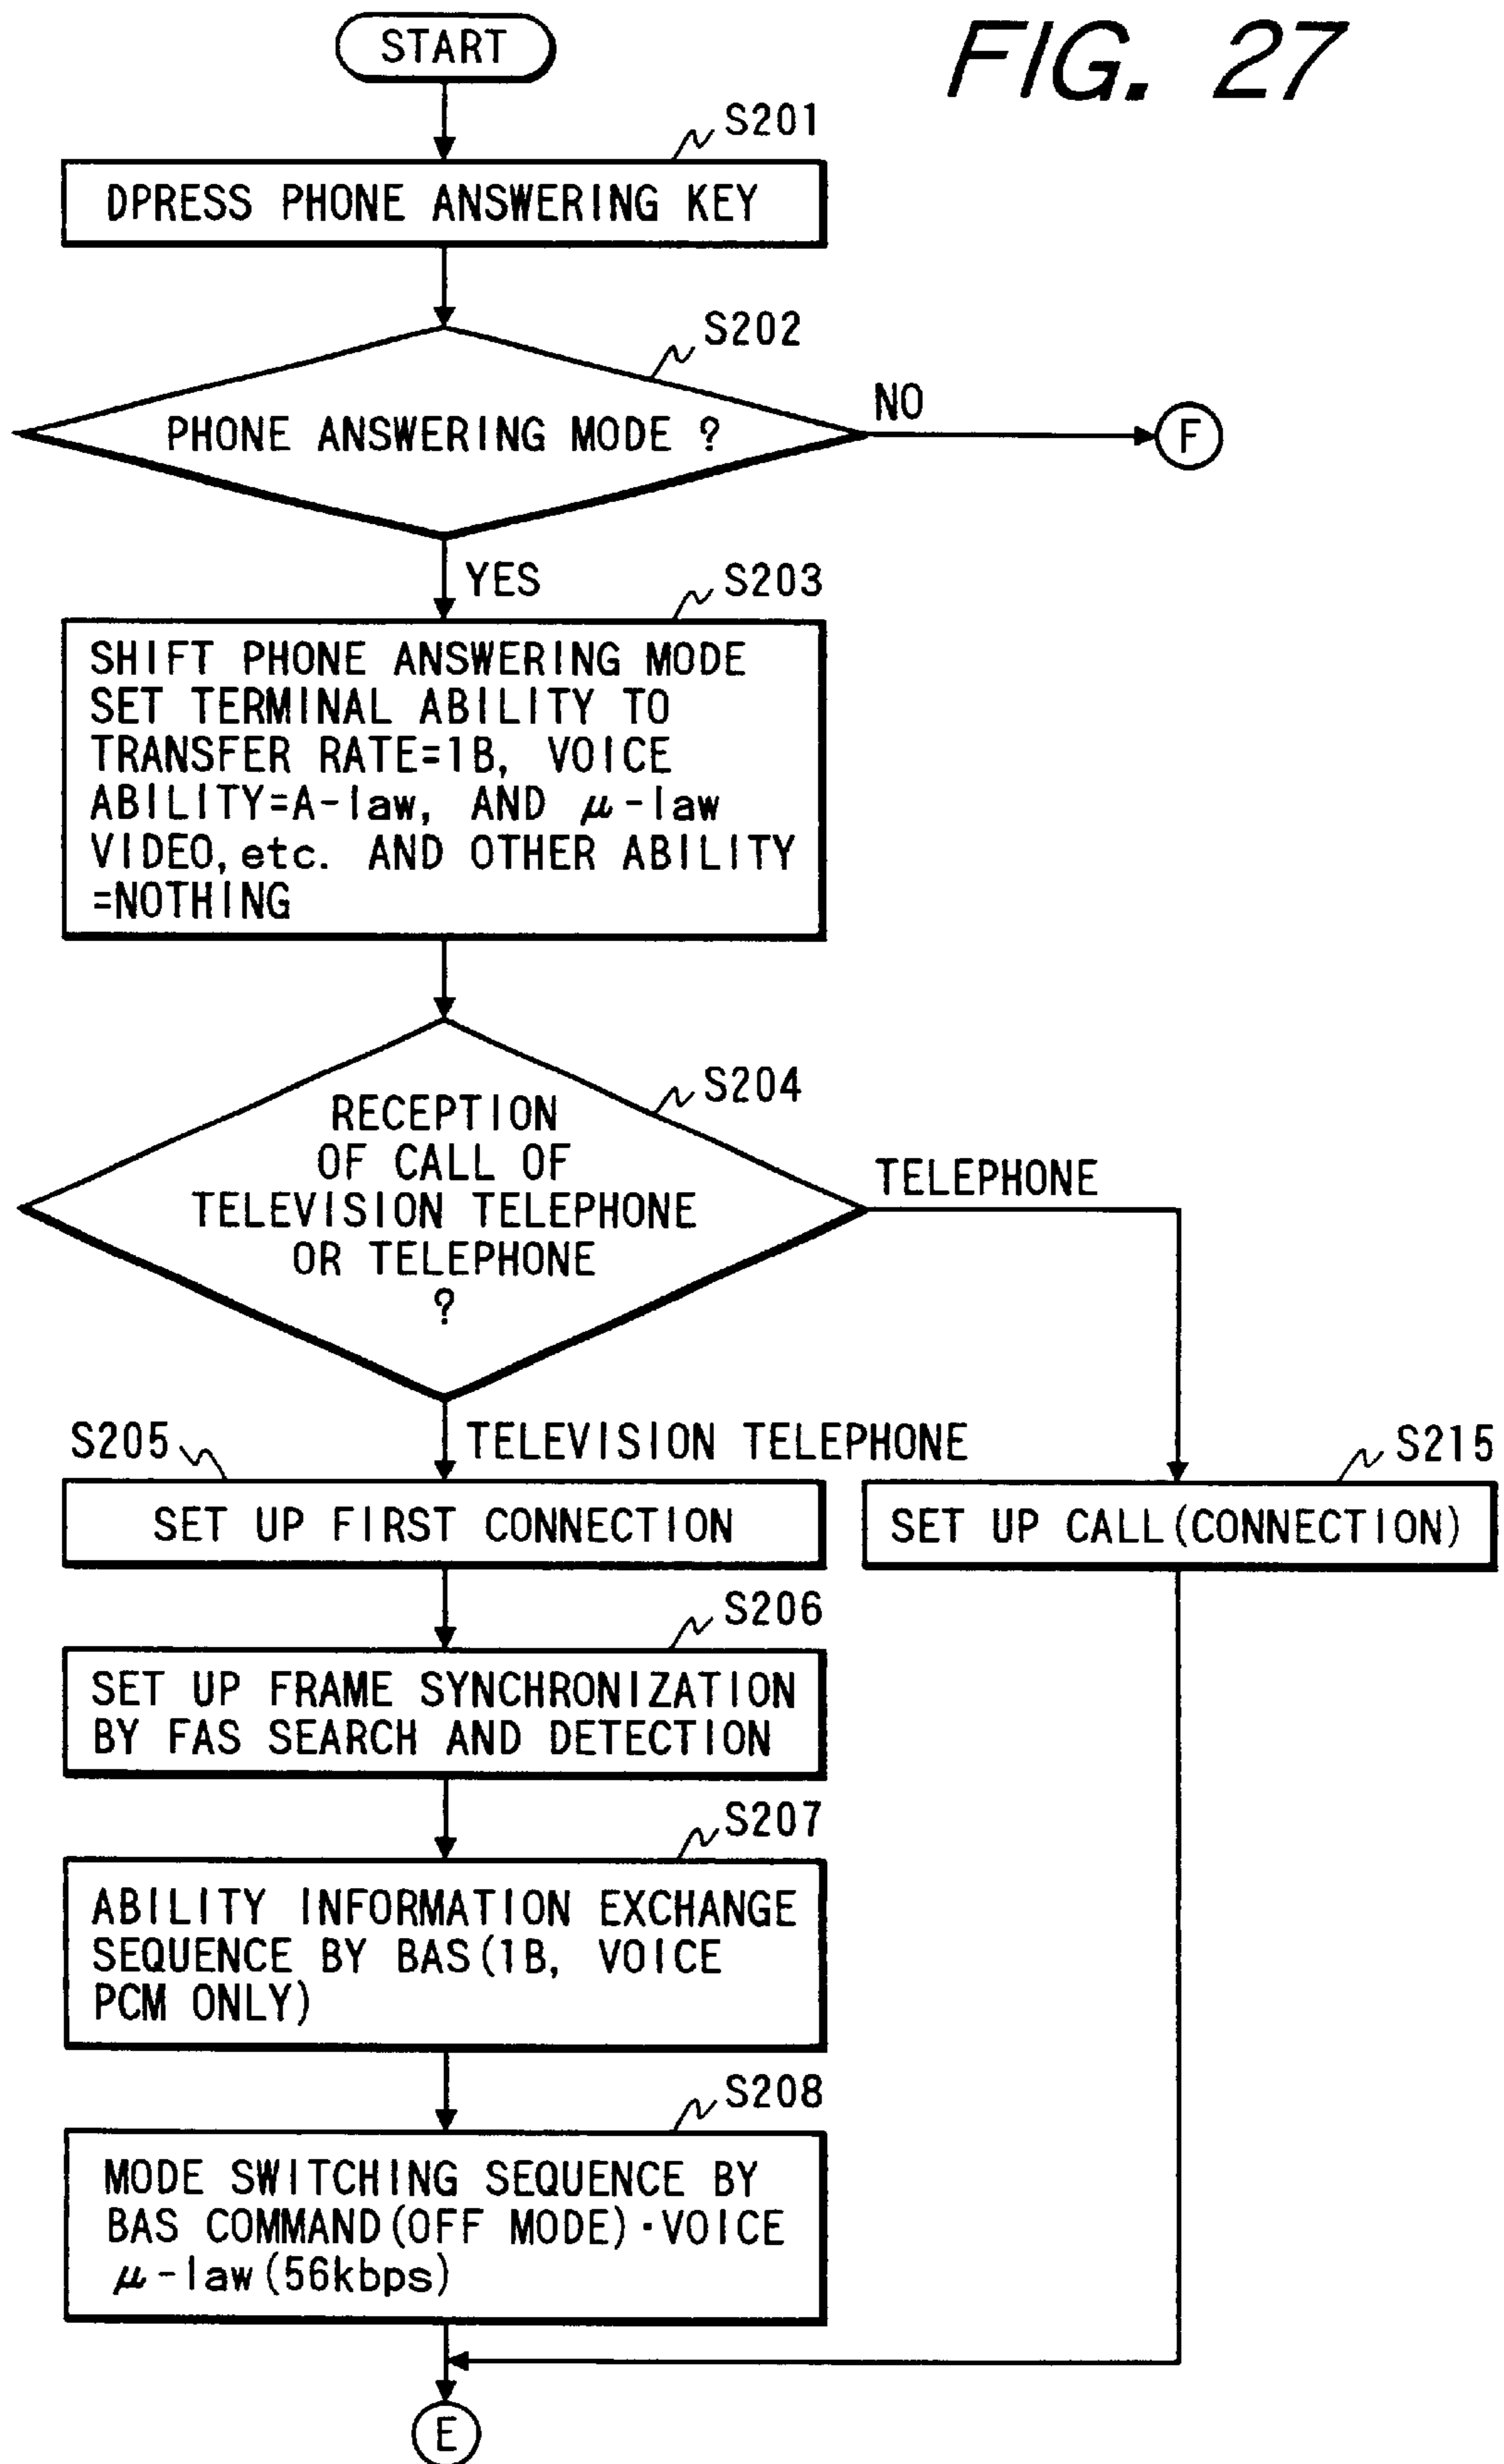 FIG. 27
START
S201
DPRESS PHONE ANSWERING KEY
S202
PHONE ANSWERING MODE ?
NO
F
YES
S203
SHIFT PHONE ANSWERING MODE
SET TERMINAL ABILITY TO
TRANSFER RATE=1B, VOICE
ABILITY=A-law, AND μ-law
VIDEO, etc. AND OTHER ABILITY
=NOTHING
S204
RECEPTION
OF CALL OF
TELEVISION TELEPHONE
OR TELEPHONE
?
TELEPHONE
TELEVISION TELEPHONE
S205
SET UP FIRST CONNECTION
S215
SET UP CALL(CONNECTION)
S206
SET UP FRAME SYNCHRONIZATION
BY FAS SEARCH AND DETECTION
S207
ABILITY INFORMATION EXCHANGE
SEQUENCE BY BAS(1B, VOICE
PCM ONLY)
S208
MODE SWITCHING SEQUENCE BY
BAS COMMAND(OFF MODE)·VOICE
μ-law(56kbps)
E